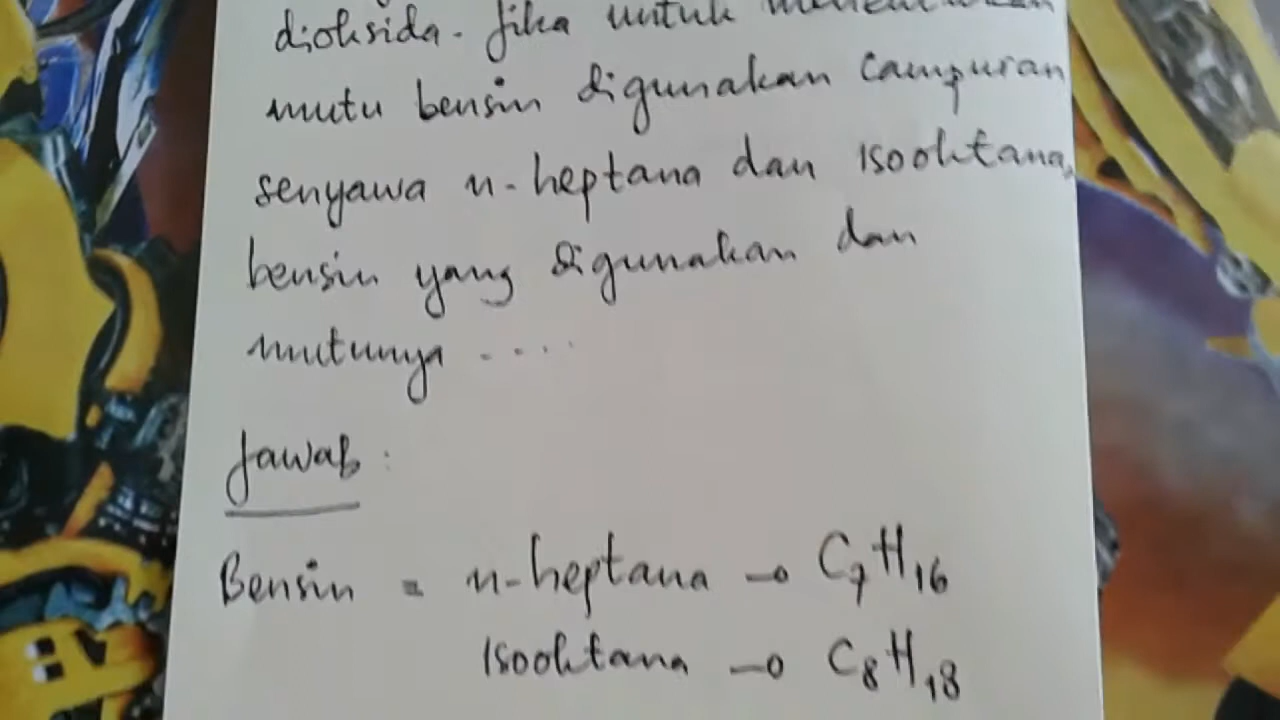 dioksida. Jika untuk menentukan
mutu bensin digunakan campuran
senyawa n-heptana dan isooktana,
bensin yang digunakan dan
mutunya ....
Jawab :
Bensin = n-heptana → C₇H₁₆
Isooktana → C₈H₁₈